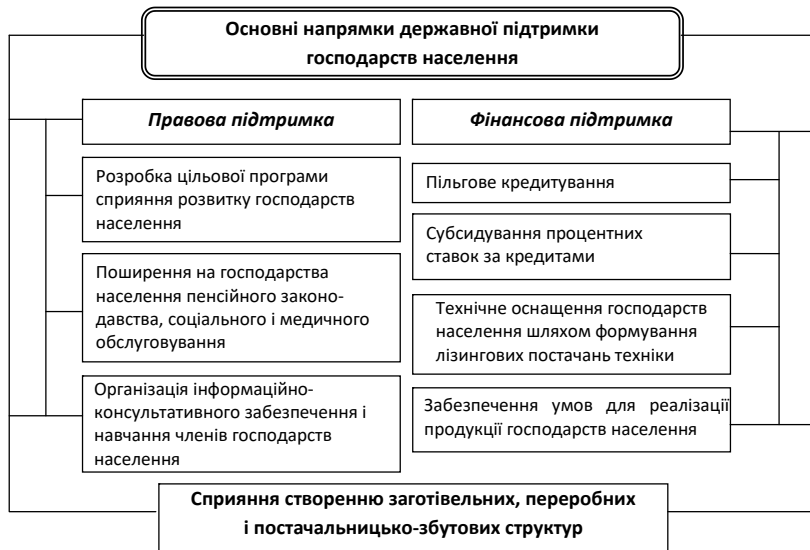 Основні напрямки державної підтримки
господарств населення
Правова підтримка
Розробка цільової програми
сприяння розвитку господарств
населення
Поширення на господарства
населення пенсійного законо-
давства, соціального і медичного
обслуговування
Організація інформаційно-
консультативного забезпечення і
навчання членів господарств
населення
Фінансова підтримка
Пільгове кредитування
Субсидування процентних
ставок за кредитами
Технічне оснащення господарств
населення шляхом формування
лізингових постачань техніки
Забезпечення умов для реалізації
продукції господарств населення
Сприяння створенню заготівельних, переробних
і постачальницько-збутових структур